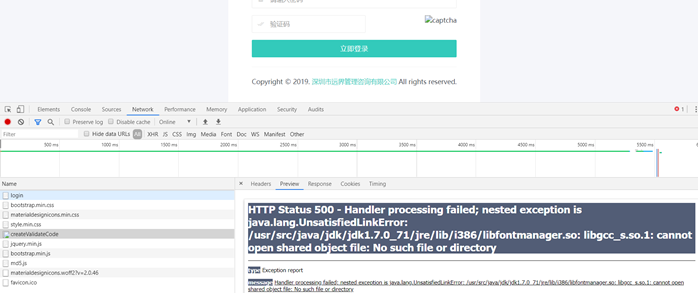 验证码
captcha
立即登录
Copyright © 2019. 深圳市远界管理咨询有限公司 All rights reserved.
Elements Console Sources Network Performance Memory Application Security Audits
1
Preserve log Disable cache Online
Filter Hide data URLs All XHR JS CSS Img Media Font Doc WS Manifest Other
500 ms 1000 ms 1500 ms 2000 ms 2500 ms 3000 ms 3500 ms 4000 ms 4500 ms 5000 ms 5500 ms
Name
login
bootstrap.min.css
materialdesignicons.min.css
style.min.css
createValidateCode
jquery.min.js
bootstrap.min.js
md5.js
materialdesignicons.woff2?v=2.0.46
favicon.ico
Headers Preview Response Cookies Timing
HTTP Status 500 - Handler processing failed; nested exception is
java.lang.UnsatisfiedLinkError:
/usr/src/java/jdk/jdk1.7.0_71/jre/lib/i386/libfontmanager.so: libgcc_s.so.1: cannot
open shared object file: No such file or directory
type Exception report
message Handler processing failed; nested exception is java.lang.UnsatisfiedLinkError: /usr/src/java/jdk/jdk1.7.0_71/jre/lib/i386/libfontmanager.so: libgcc_s.so.1: cannot
open shared object file: No such file or directory